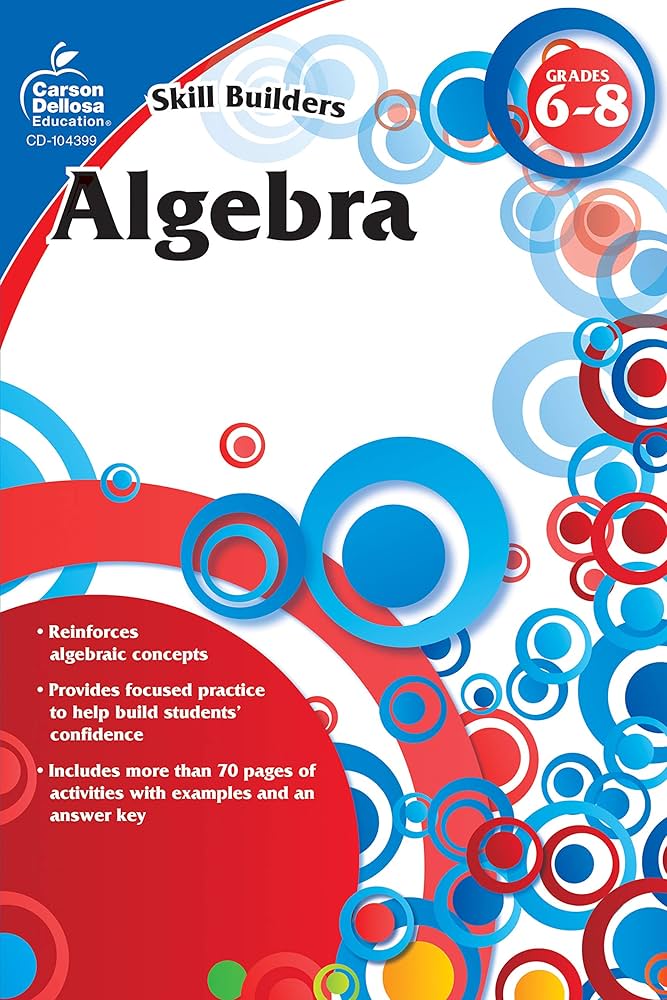 Carson
Dellosa
Education®
CD-104399
Skill Builders
GRADES
6-8
Algebra
• Reinforces
algebraic concepts
• Provides focused practice
to help build students'
confidence
• Includes more than 70 pages of
activities with examples and an
answer key